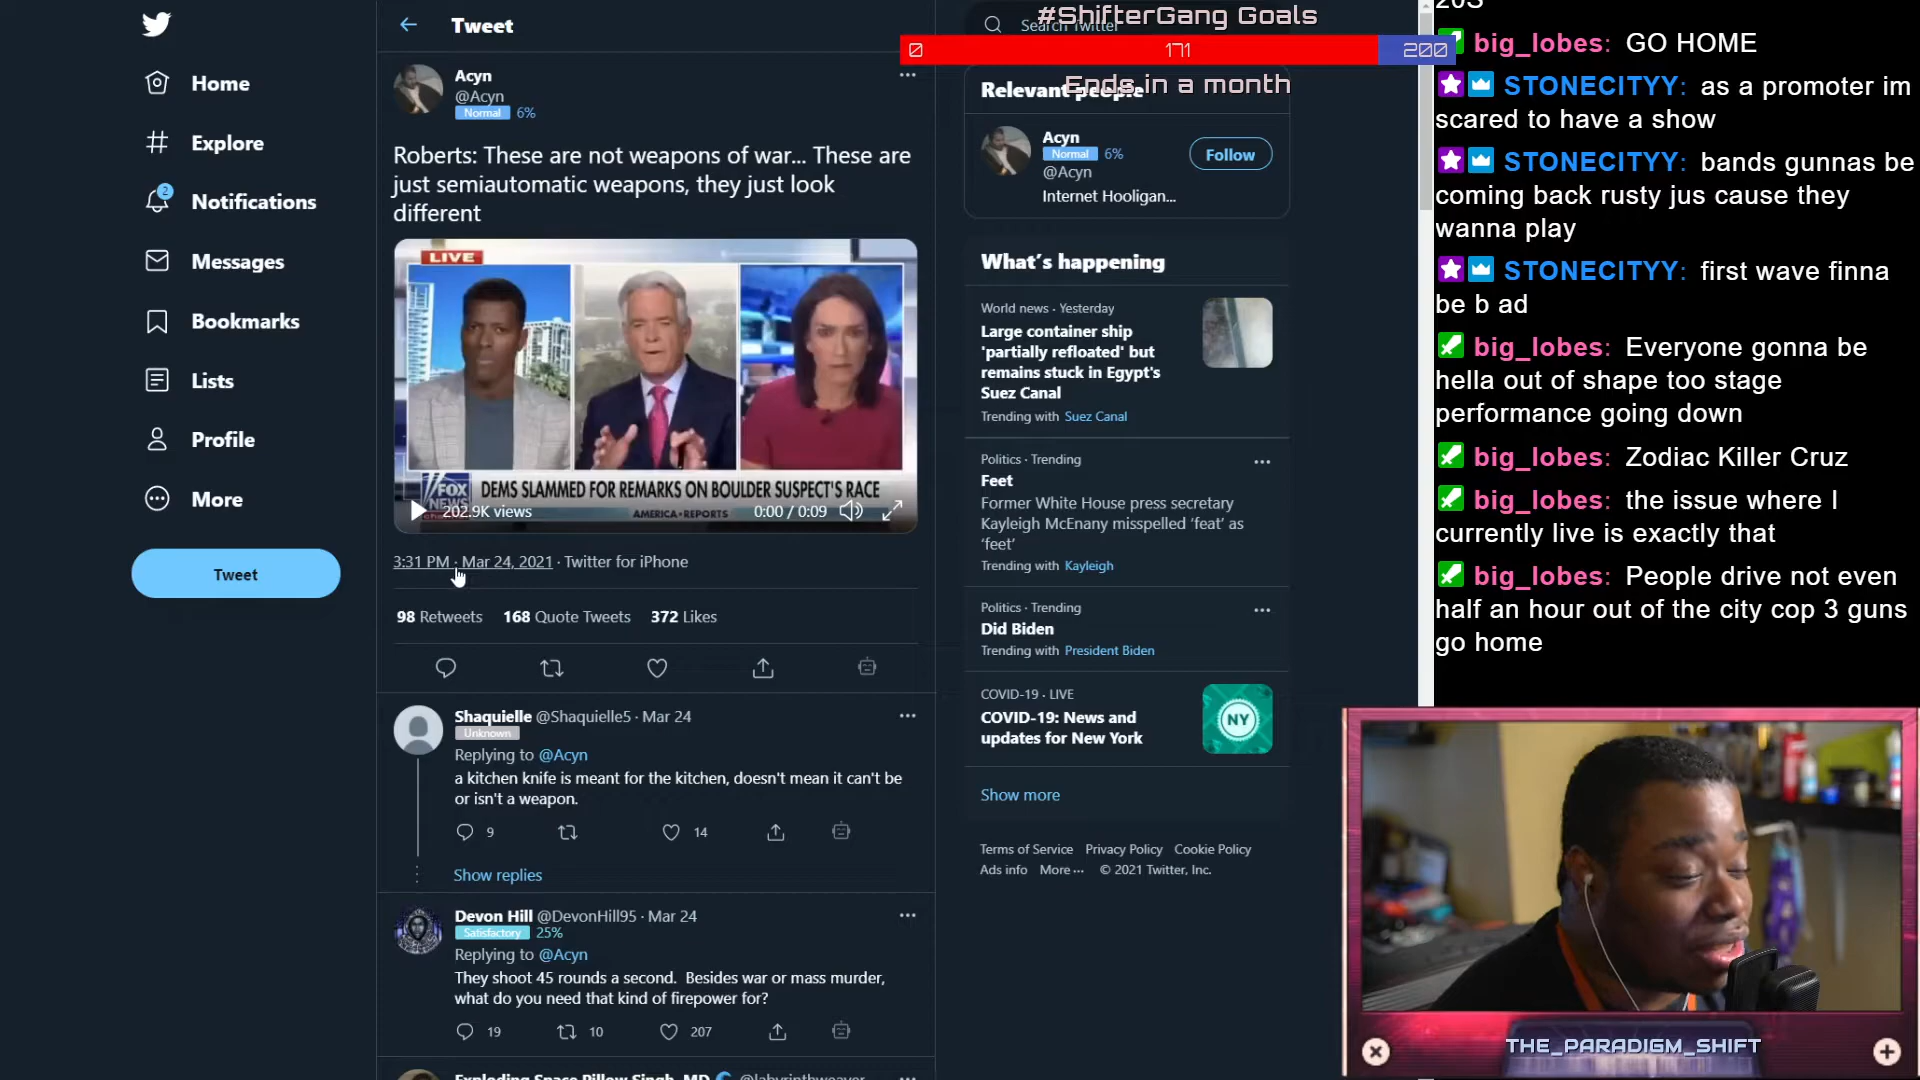 Home
Explore
2
Notifications
Messages
Bookmarks
Lists
Profile
More
Tweet
Tweet
Acyn
@Acyn
Normal 6%
Roberts: These are not weapons of war... These are
just semiautomatic weapons, they just look
different
LIVE
FOX
NEWS
DEMS SLAMMED FOR REMARKS ON BOULDER SUSPECT'S RACE
AMERICA REPORTS
202.9K views
0:00 / 0:09
3:31 PM · Mar 24, 2021 · Twitter for iPhone
98 Retweets 168 Quote Tweets 372 Likes
Shaquielle @Shaquielle5 · Mar 24
Unknown
Replying to @Acyn
a kitchen knife is meant for the kitchen, doesn't mean it can't be
or isn't a weapon.
9
14
Show replies
Devon Hill @DevonHill95 · Mar 24
Satisfactory 25%
Replying to @Acyn
They shoot 45 rounds a second. Besides war or mass murder,
what do you need that kind of firepower for?
19
10
207
Exploding Space Pillow Singh, MD @labyrinthweaver
#ShifterGang Goals
Search Twitter
0
171
200
Ends in a month
Relevant people
Acyn
Normal 6%
@Acyn
Internet Hooligan...
Follow
What's happening
World news · Yesterday
Large container ship
'partially refloated' but
remains stuck in Egypt's
Suez Canal
Trending with Suez Canal
Politics · Trending
Feet
Former White House press secretary
Kayleigh McEnany misspelled 'feat' as
'feet'
Trending with Kayleigh
Politics · Trending
Did Biden
Trending with President Biden
COVID-19 · LIVE
COVID-19: News and
updates for New York
NY
Show more
Terms of Service Privacy Policy Cookie Policy
Ads info More ··· © 2021 Twitter, Inc.
big_lobes: GO HOME
STONECITYY: as a promoter im
scared to have a show
STONECITYY: bands gunnas be
coming back rusty jus cause they
wanna play
STONECITYY: first wave finna
be b ad
big_lobes: Everyone gonna be
hella out of shape too stage
performance going down
big_lobes: Zodiac Killer Cruz
big_lobes: the issue where I
currently live is exactly that
big_lobes: People drive not even
half an hour out of the city cop 3 guns
go home
THE_PARADIGM_SHIFT